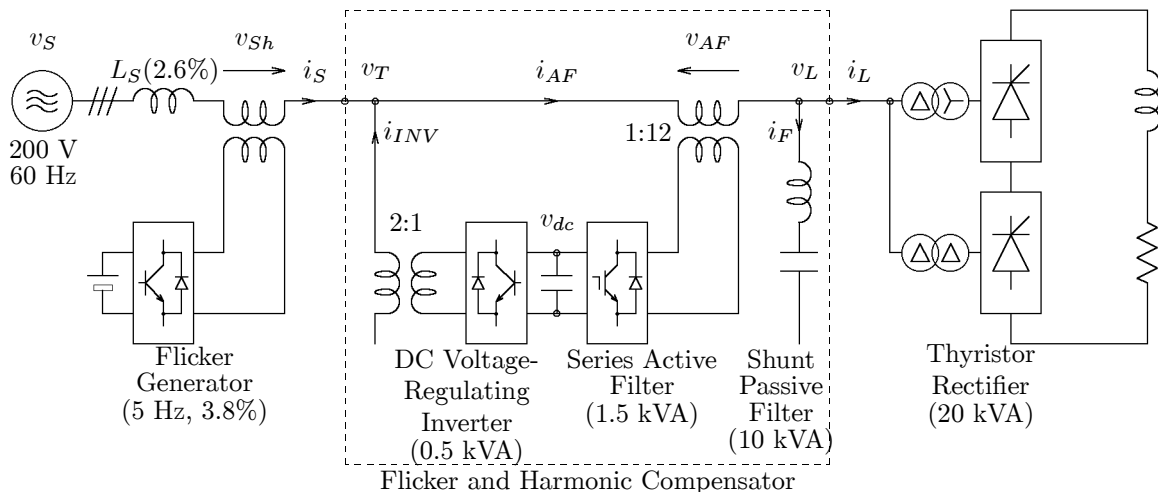 v_S
v_Sh
L_S(2.6%)
i_S
v_T
i_AF
v_AF
v_L
i_L
200 V
60 Hz
i_INV
1:12
i_F
2:1
v_dc
Flicker
Generator
(5 Hz, 3.8%)
DC Voltage-
Regulating
Inverter
(0.5 kVA)
Series Active
Filter
(1.5 kVA)
Shunt
Passive
Filter
(10 kVA)
Thyristor
Rectifier
(20 kVA)
Flicker and Harmonic Compensator